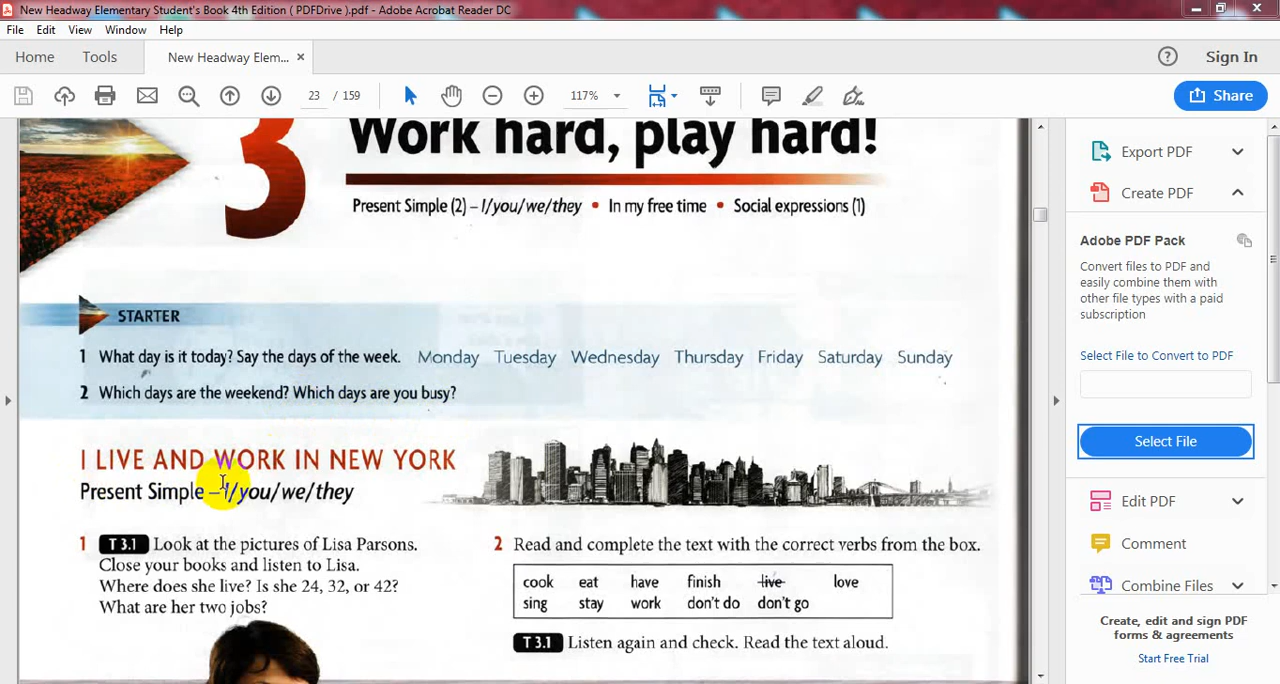 New Headway Elementary Student's Book 4th Edition ( PDFDrive ).pdf - Adobe Acrobat Reader DC
File Edit View Window Help
Home Tools New Headway Elem... ×
? Sign In
23 / 159
117%
Share
3
Work hard, play hard!
Present Simple (2) – I/you/we/they • In my free time • Social expressions (1)
STARTER
1 What day is it today? Say the days of the week. Monday Tuesday Wednesday Thursday Friday Saturday Sunday
2 Which days are the weekend? Which days are you busy?
I LIVE AND WORK IN NEW YORK
Present Simple – I/you/we/they
1 T 3.1 Look at the pictures of Lisa Parsons.
Close your books and listen to Lisa.
Where does she live? Is she 24, 32, or 42?
What are her two jobs?
2 Read and complete the text with the correct verbs from the box.
cook eat have finish live love
sing stay work don't do don't go
T 3.1 Listen again and check. Read the text aloud.
Export PDF
Create PDF
Adobe PDF Pack
Convert files to PDF and
easily combine them with
other file types with a paid
subscription
Select File to Convert to PDF
Select File
Edit PDF
Comment
Combine Files
Create, edit and sign PDF
forms & agreements
Start Free Trial